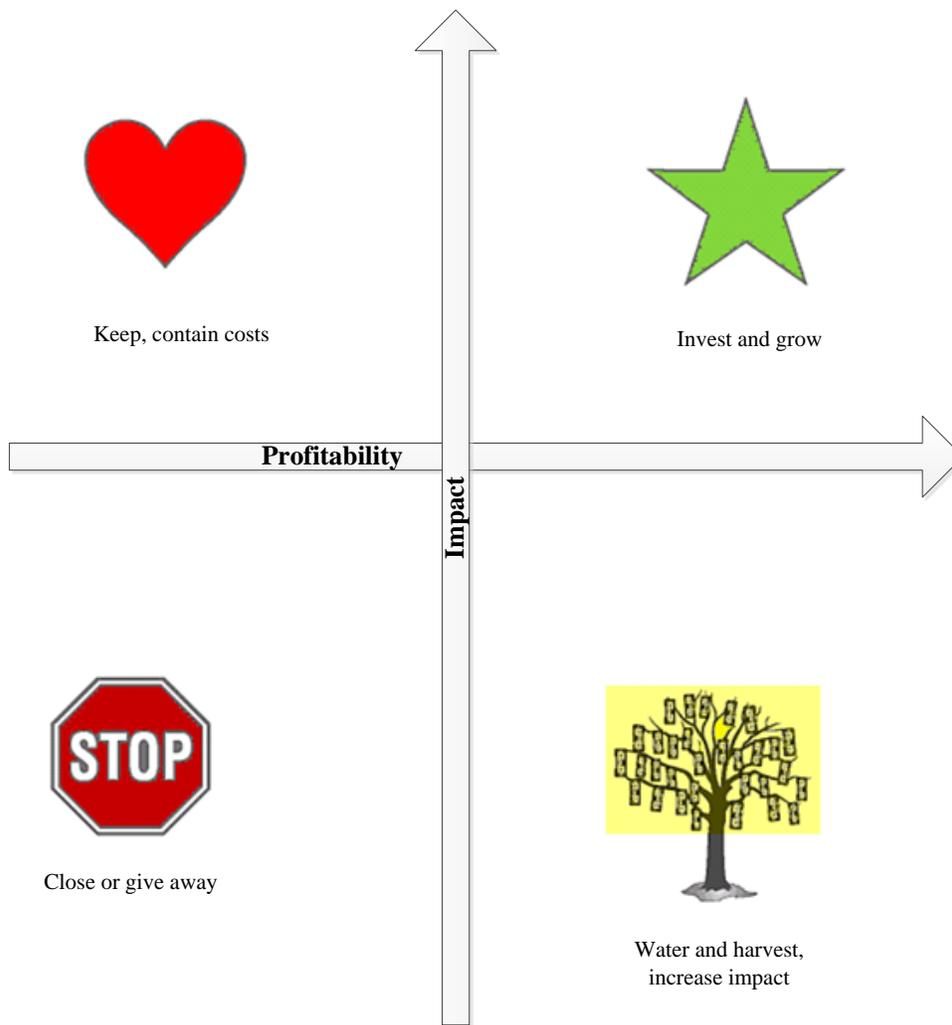 Keep, contain costs
Invest and grow
Profitability
Impact
STOP
Close or give away
Water and harvest,
increase impact